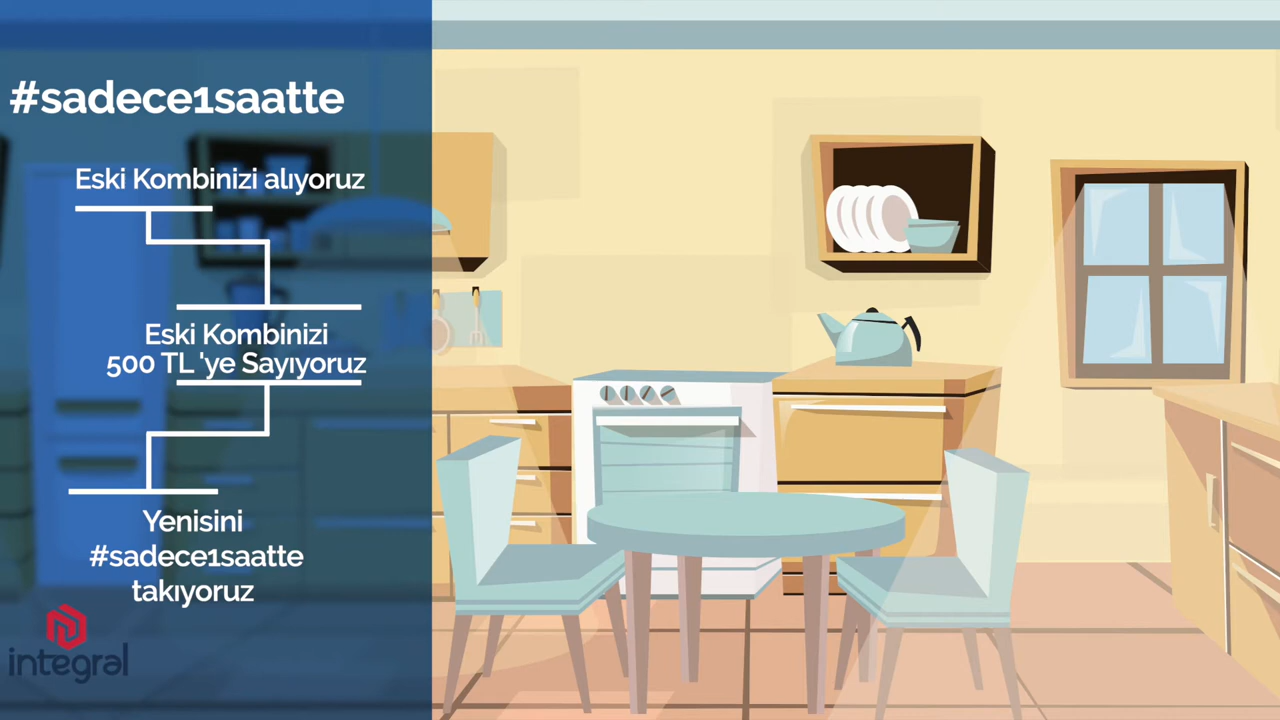 #sadece1saatte
Eski Kombinizi alıyoruz
Eski Kombinizi
500 TL 'ye Sayıyoruz
Yenisini
#sadece1saatte
takıyoruz
integral